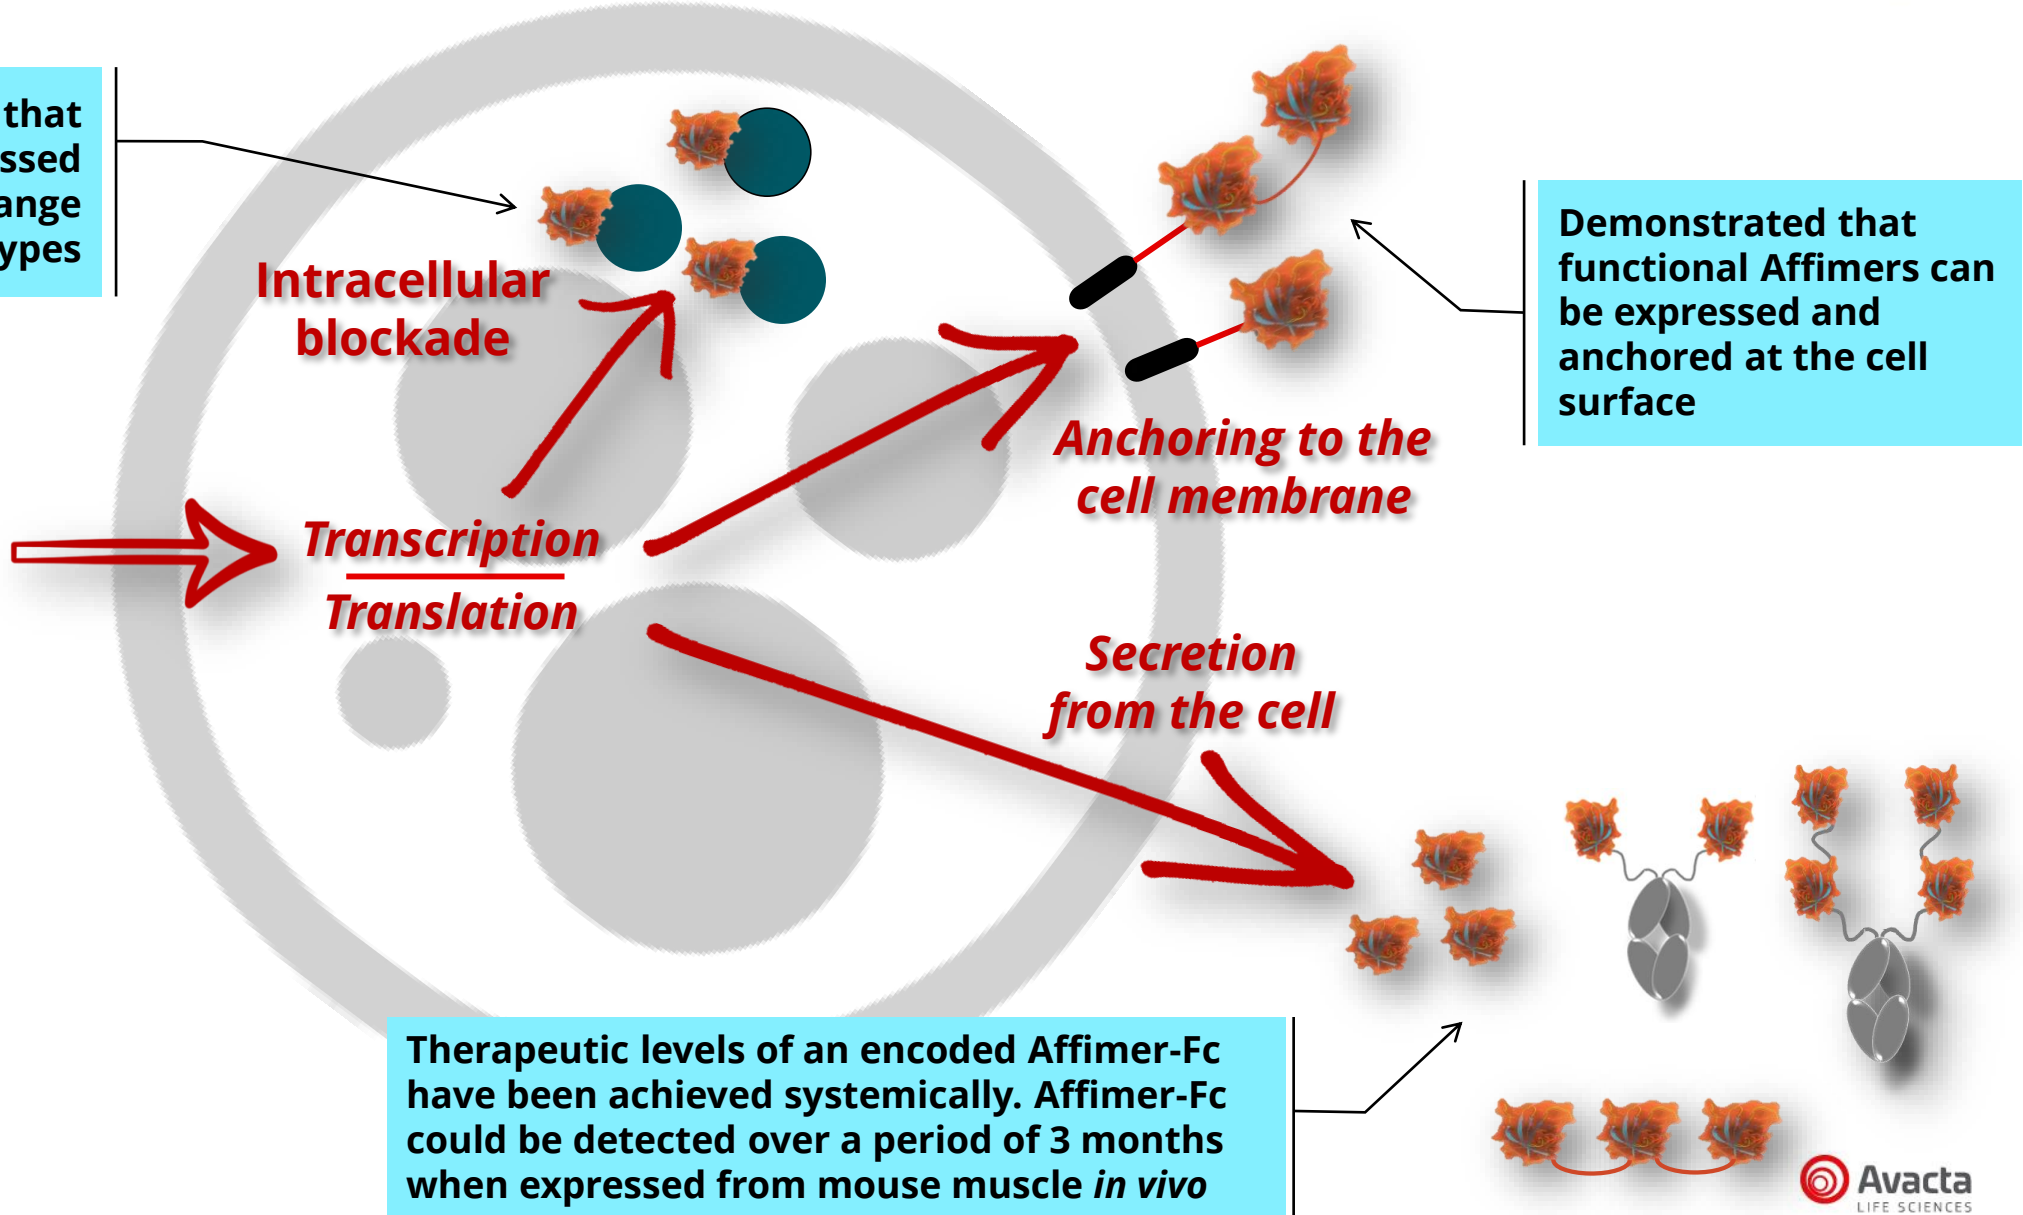 that
ssed
ange
ypes
Intracellular
blockade
Demonstrated that
functional Affimers can
be expressed and
anchored at the cell
surface
Anchoring to the
cell membrane
Transcription
Translation
Secretion
from the cell
Therapeutic levels of an encoded Affimer-Fc
have been achieved systemically. Affimer-Fc
could be detected over a period of 3 months
when expressed from mouse muscle in vivo
Avacta
LIFE SCIENCES